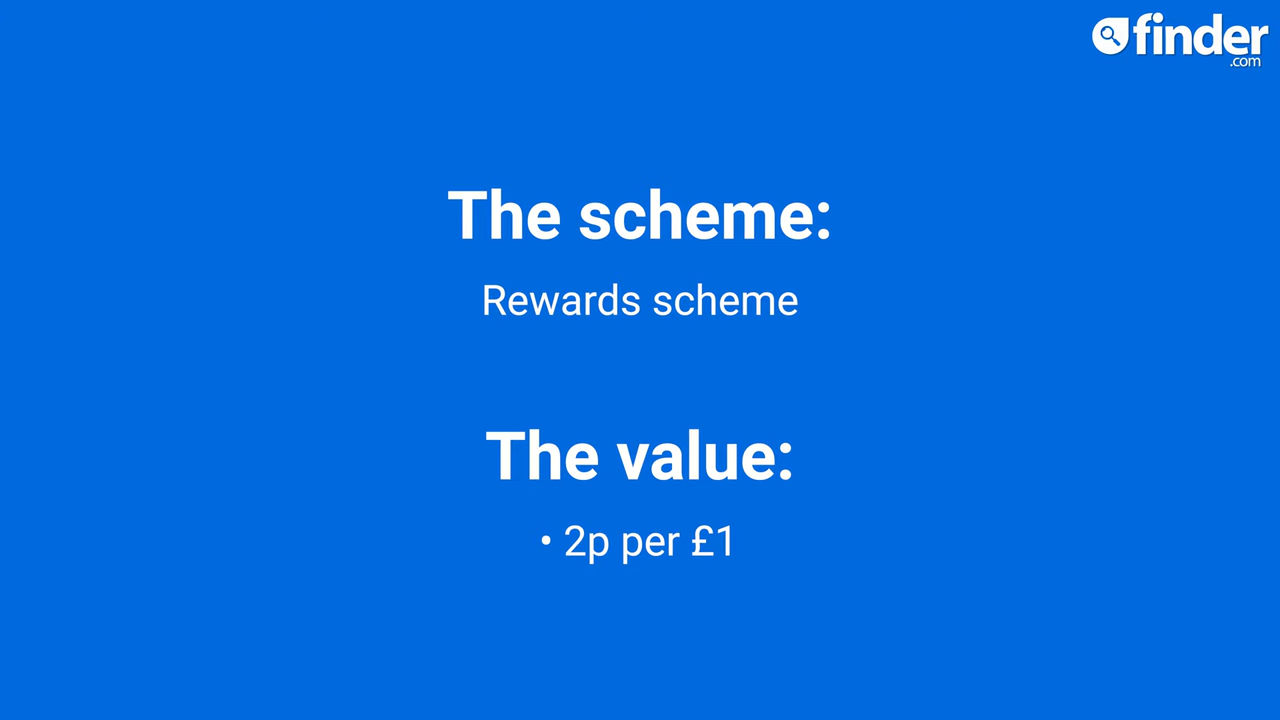 finder
.com
The scheme:
Rewards scheme
The value:
• 2p per £1